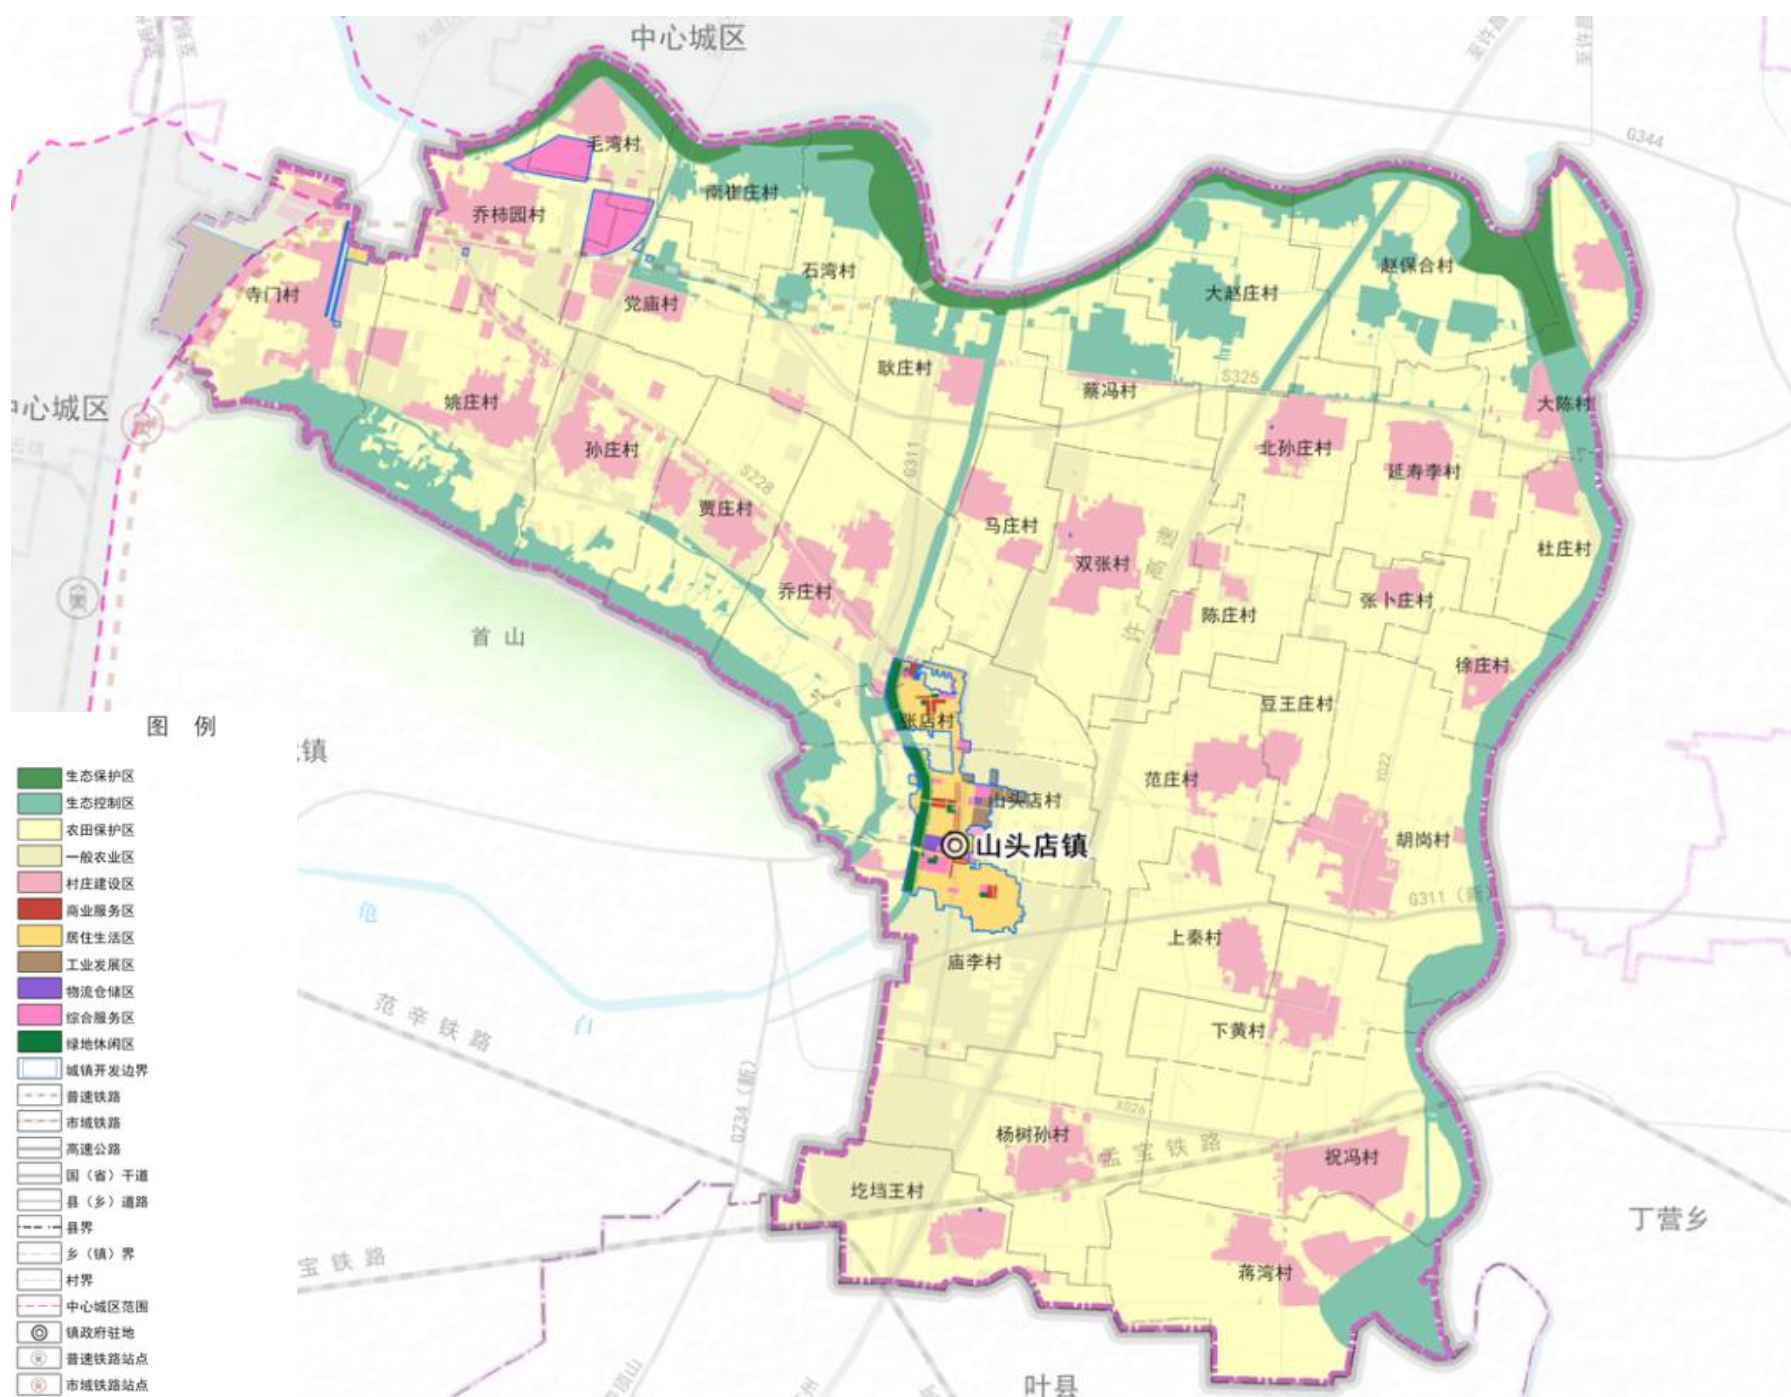 中心城区
G344
毛湾村
南崔庄村
乔柿园村
石湾村
赵保合村
大赵庄村
寺门村
党庙村
耿庄村
S325
蔡冯村
中心城区
姚庄村
大陈村
孙庄村
G311
北孙庄村
延寿李村
S228
贾庄村
马庄村
双张村
许
高
速
杜庄村
乔庄村
张卜庄村
陈庄村
首山
徐庄村
豆王庄村
张店村
图 例
镇
Y022
范庄村
山头店村
山头店镇
胡岗村
G311（新）
生态保护区
生态控制区
农田保护区
一般农业区
村庄建设区
商业服务区
居住生活区
工业发展区
物流仓储区
综合服务区
绿地休闲区
城镇开发边界
普速铁路
市域铁路
高速公路
国（省）干道
县（乡）道路
县界
乡（镇）界
村界
中心城区范围
镇政府驻地
普速铁路站点
市域铁路站点
上秦村
庙李村
范辛铁路
白
下黄村
G234（新）
X026
杨树孙村
孟宝铁路
祝冯村
圪垱王村
丁营乡
宝铁路
蒋湾村
叶县